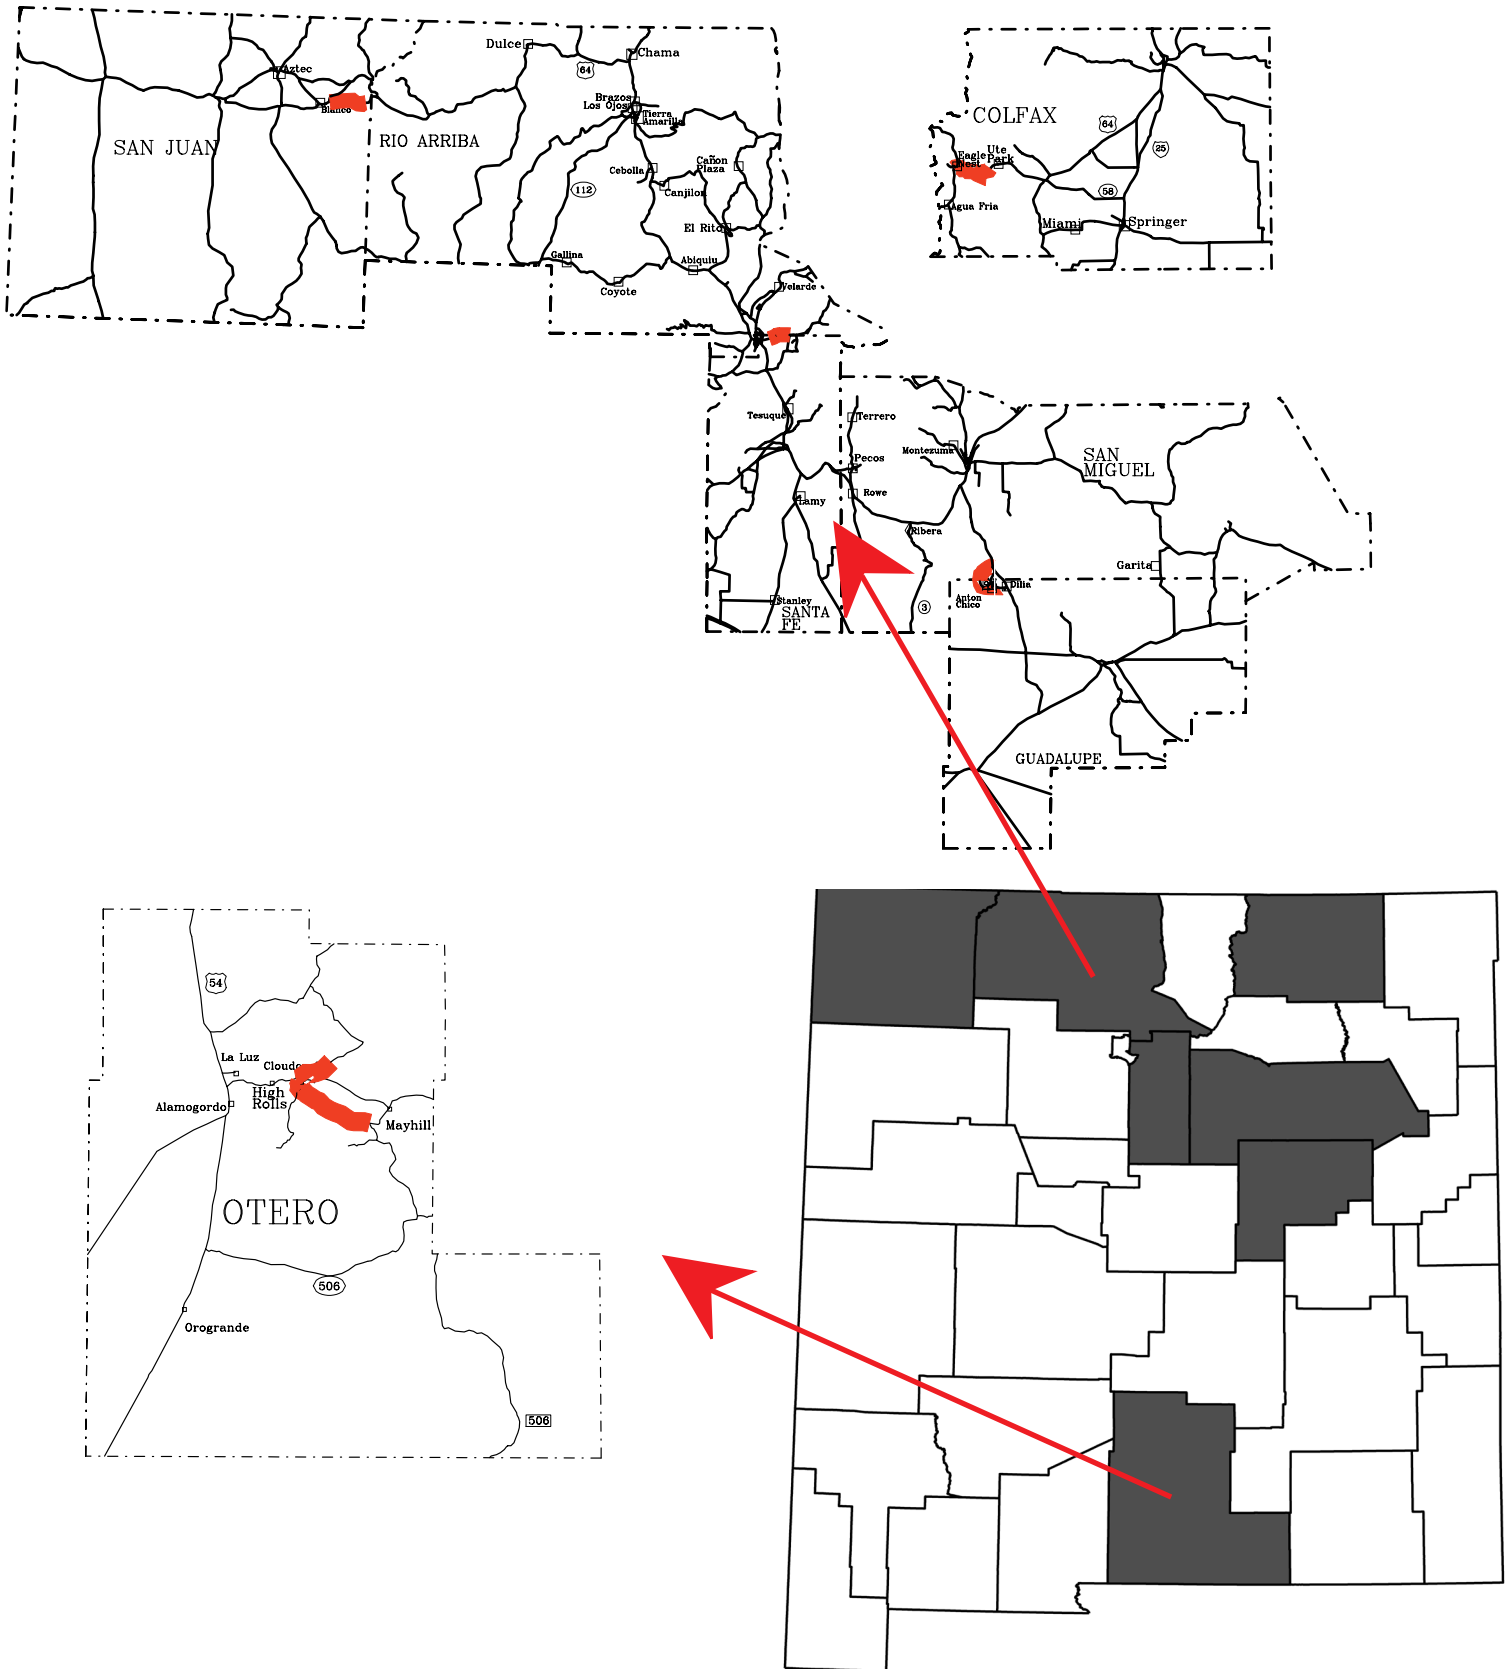 Dulce
Chama
64
Aztec
Blanco
Brazos
Los Ojos
Tierra
Amarilla
SAN JUAN
RIO ARRIBA
Cebolla
Canjilon
Cañon
Plaza
112
El Rito
Gallina
Coyote
Abiquiu
Velarde
COLFAX
64
25
Eagle
Nest
Ute
Park
58
Agua Fria
Miami
Springer
Tesuque
Terrero
Montezuma
Pecos
Rowe
Lamy
SAN
MIGUEL
Ribera
Garita
Dilia
Anton
Chico
3
Stanley
SANTA
FE
GUADALUPE
54
La Luz
High
Rolls
Alamogordo
Mayhill
OTERO
506
Orogrande
506